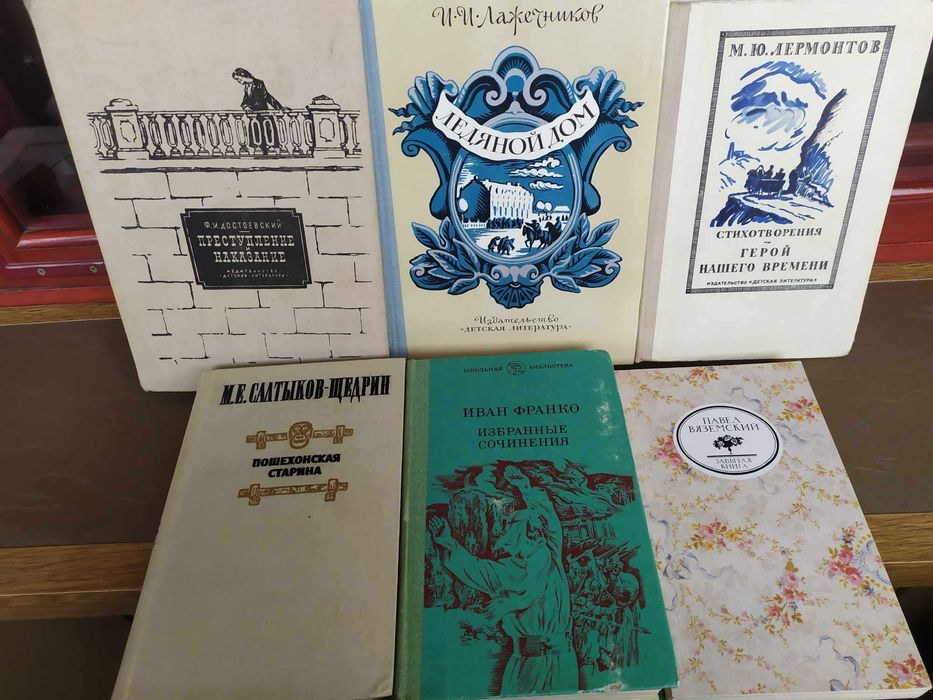 Ф.М.ДОСТОЕВСКИЙ
ПРЕСТУПЛЕНИЕ
И
НАКАЗАНИЕ
ИЗДАТЕЛЬСТВО
"ДЕТСКАЯ ЛИТЕРАТУРА"
И·И·Лажечников
ЛЕДЯНОЙ ДОМ
Издательство
"ДЕТСКАЯ ЛИТЕРАТУРА"
М.Ю.ЛЕРМОНТОВ
СТИХОТВОРЕНИЯ
~
ГЕРОЙ
НАШЕГО ВРЕМЕНИ
ИЗДАТЕЛЬСТВО «ДЕТСКАЯ ЛИТЕРАТУРА»
М.Е.САЛТЫКОВ-ЩЕДРИН
ПОШЕХОНСКАЯ
СТАРИНА
ШКОЛЬНАЯ БИБЛИОТЕКА
ИВАН ФРАНКО
ИЗБРАННЫЕ
СОЧИНЕНИЯ
ПАВЕЛ
ВЯЗЕМСКИЙ
ЗАБЫТАЯ
КНИГА